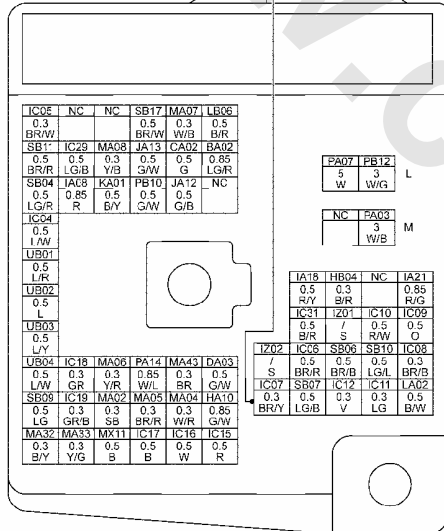 IC05 NC NC SB17 MA07 LB06
0.3 0.5 0.3 0.5
BR/W BR/W W/B B/R
SB11 IC29 MA08 JA13 CA02 BA02
0.5 0.5 0.3 0.5 0.5 0.85
BR/R LG/B Y/B G/W G LG/R
SB04 IA08 KA01 PB10 JA12 NC
0.5 0.85 0.5 0.5 0.5
LG/R R B/Y G/W G/B
IC04
0.5
L/W
UB01
0.5
L/R
UB02
0.5
L
UB03
0.5
L/Y
UB04 IC18 MA06 PA14 MA43 DA03
0.5 0.3 0.3 0.85 0.3 0.5
L/W GR Y/R W/L BR G/W
SB09 IC19 MA02 MA05 MA04 HA10
0.5 0.3 0.3 0.3 0.3 0.85
LG GR/B SB BR/R W/R G/W
MA32 MA33 MX11 IC17 IC16 IC15
0.3 0.3 0.5 0.5 0.5 0.5
B/Y Y/G B B W R
PA07 PB12
5 3 L
W W/G
NC PA03
3 M
W/B
IA18 HB04 NC IA21
0.5 0.3 0.85
R/Y B/R R/G
IC31 IZ01 IC10 IC09
0.5 / 0.5 0.5
B/R S R/W O
IZ02 IC06 SB06 SB10 IC08
/ 0.5 0.5 0.5 0.3
S BR/R BR/B LG/L BR/B
IC07 SB07 IC12 IC11 LA02
0.3 0.5 0.3 0.3 0.5
BR/Y LG/B V LG B/W